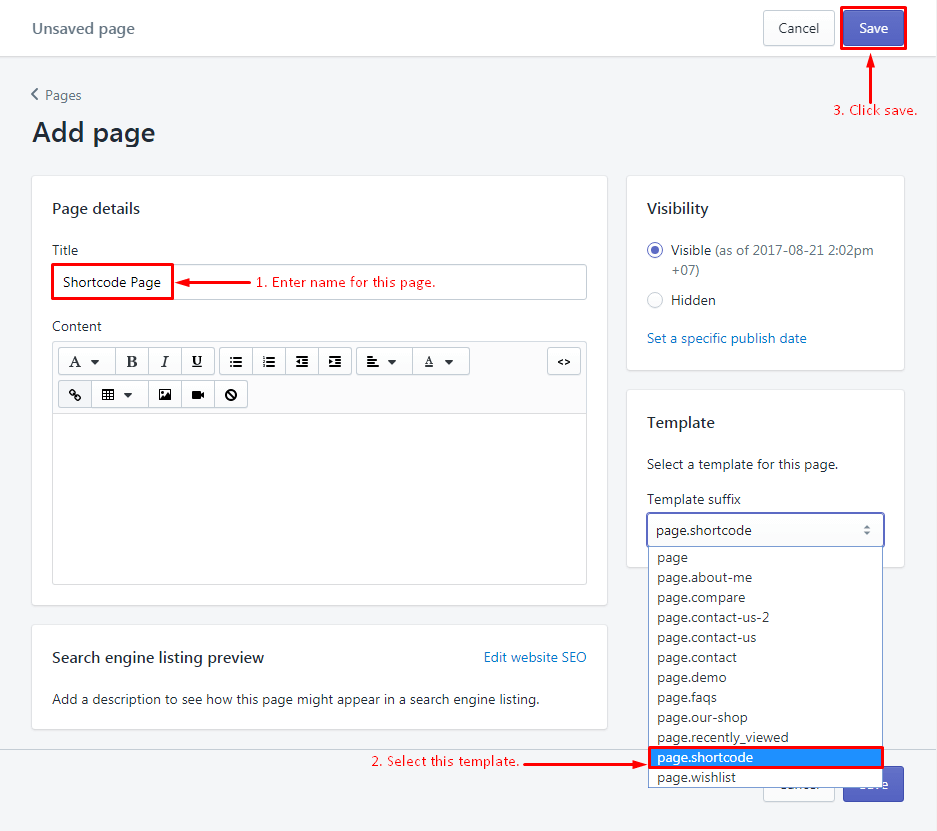 Unsaved page
Cancel
Save
3. Click save.
Pages
Add page
Page details
Title
Shortcode Page
1. Enter name for this page.
Content
A
B
I
U
A
<>
Search engine listing preview
Edit website SEO
Add a description to see how this page might appear in a search engine listing.
Visibility
Visible (as of 2017-08-21 2:02pm
+07)
Hidden
Set a specific publish date
Template
Select a template for this page.
Template suffix
page.shortcode
page
page.about-me
page.compare
page.contact-us-2
page.contact-us
page.contact
page.demo
page.faqs
page.our-shop
page.recently_viewed
2. Select this template.
page.shortcode
page.wishlist
Cancel
Save